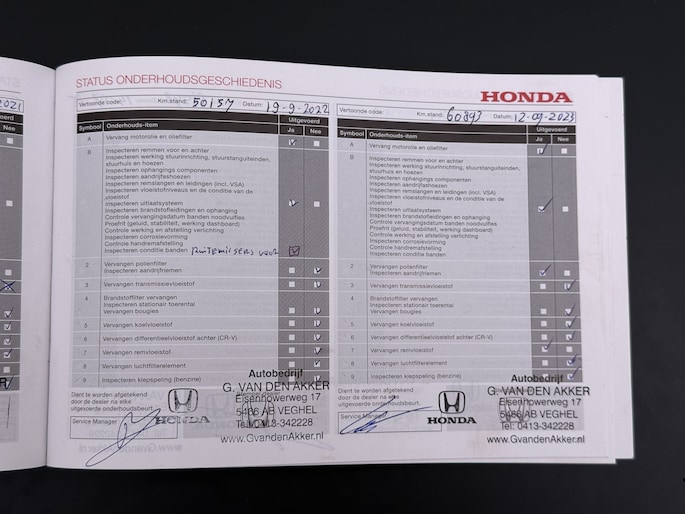 2021
Nee
STATUS ONDERHOUDSGESCHIEDENIS
HONDA
Vertoonde code:
Km.stand: 50157
Datum: 19-9-2022
Uitgevoerd
Symbool Onderhouds-item
Ja Nee
A Vervang motorolie en oliefilter
B Inspecteren remmen voor en achter
Inspecteren werking stuurinrichting, stuurstangeinden,
stuurhuis en hoezen
Inspecteren ophangings componenten
Inspecteren aandrijfashoezen
Inspecteren remslangen en leidingen (incl. VSA)
Inspecteren vloeistofniveaus en de conditie van de
vloeistof
Inspecteren uitlaatsysteem
Inspecteren brandstofleidingen en ophanging
Controle vervangingsdatum banden noodvulfles
Proefrit (geluid, stabiliteit, werking dashboard)
Controle werking en afstelling verlichting
Inspecteren corrosievorming
Controle handremafstelling
Inspecteren conditie banden Ruitewissers voor
2 Vervangen pollenfilter
Inspecteren aandrijfriemen
3 Vervangen transmissievloeistof
4 Brandstoffilter vervangen
Inspecteren stationair toerental
Vervangen bougies
5 Vervangen koelvloeistof
6 Vervangen differentieelvloeistof achter (CR-V)
7 Vervangen remvloeistof
8 Vervangen luchtfilterelement
9 Inspecteren klepspeling (benzine)
Dient te worden afgetekend
door de dealer na elke
uitgevoerde onderhoudsbeurt.
Service Manager
HONDA
Autobedrijf
G. VAN DEN AKKER
Eisenhowerweg 17
5466 AB VEGHEL
Tel: 0413-342228
www.GvandenAkker.nl
Vertoonde code:
Km.stand: 60893
Datum: 12-09-2023
Uitgevoerd
Symbool Onderhouds-item
Ja Nee
A Vervang motorolie en oliefilter
B Inspecteren remmen voor en achter
Inspecteren werking stuurinrichting, stuurstangeinden,
stuurhuis en hoezen
Inspecteren ophangings componenten
Inspecteren aandrijfashoezen
Inspecteren remslangen en leidingen (incl. VSA)
Inspecteren vloeistofniveaus en de conditie van de
vloeistof
Inspecteren uitlaatsysteem
Inspecteren brandstofleidingen en ophanging
Controle vervangingsdatum banden noodvulfles
Proefrit (geluid, stabiliteit, werking dashboard)
Controle werking en afstelling verlichting
Inspecteren corrosievorming
Controle handremafstelling
Inspecteren conditie banden
2 Vervangen pollenfilter
Inspecteren aandrijfriemen
3 Vervangen transmissievloeistof
4 Brandstoffilter vervangen
Inspecteren stationair toerental
Vervangen bougies
5 Vervangen koelvloeistof
6 Vervangen differentieelvloeistof achter (CR-V)
7 Vervangen remvloeistof
8 Vervangen luchtfilterelement
9 Inspecteren klepspeling (benzine)
Dient te worden afgetekend
door de dealer na elke
uitgevoerde onderhoudsbeurt.
Service Manager
HONDA
Autobedrijf
G. VAN DEN AKKER
Eisenhowerweg 17
5466 AB VEGHEL
Tel: 0413-342228
www.GvandenAkker.nl